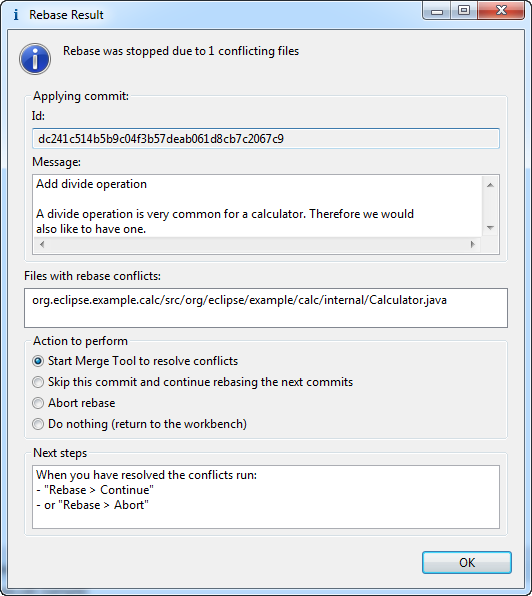 Rebase Result
Rebase was stopped due to 1 conflicting files
Applying commit:
Id:
dc241c514b5b9c04f3b57deab061d8cb7c2067c9
Message:
Add divide operation
A divide operation is very common for a calculator. Therefore we would
also like to have one.
Files with rebase conflicts:
org.eclipse.example.calc/src/org/eclipse/example/calc/internal/Calculator.java
Action to perform
Start Merge Tool to resolve conflicts
Skip this commit and continue rebasing the next commits
Abort rebase
Do nothing (return to the workbench)
Next steps
When you have resolved the conflicts run:
- "Rebase > Continue"
- or "Rebase > Abort"
OK